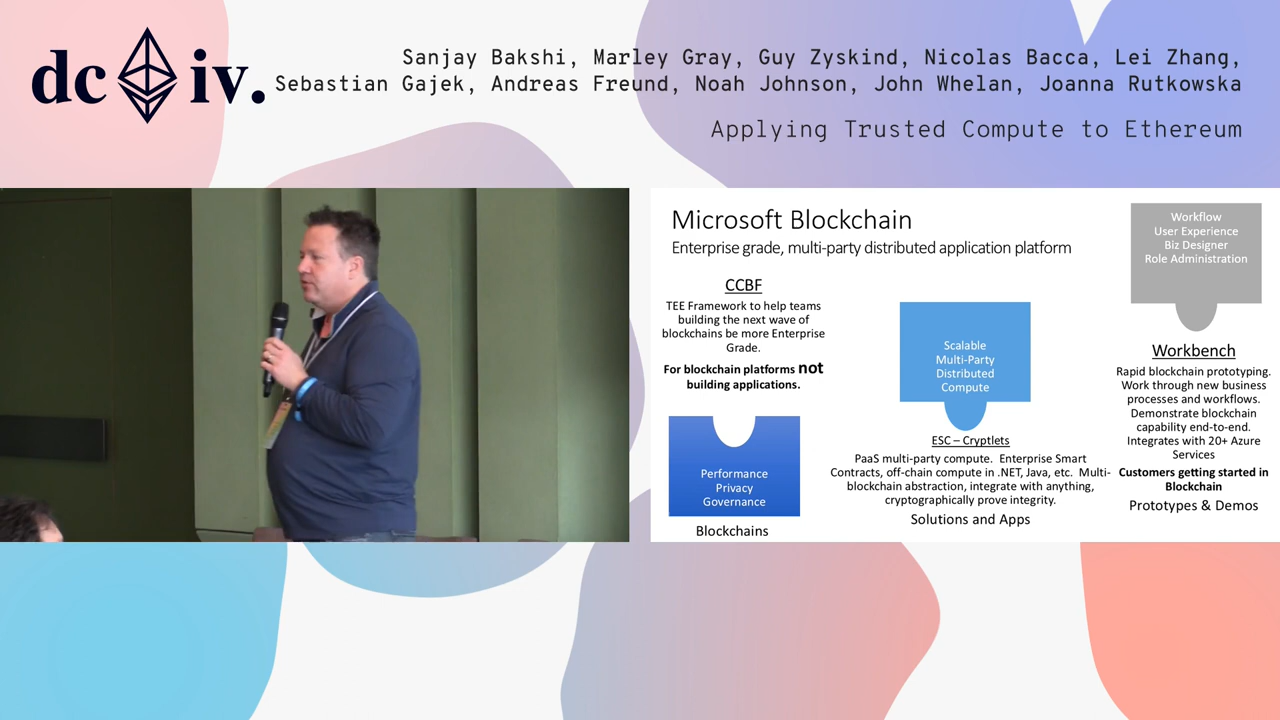 dc iv.
Sanjay Bakshi, Marley Gray, Guy Zyskind, Nicolas Bacca, Lei Zhang,
Sebastian Gajek, Andreas Freund, Noah Johnson, John Whelan, Joanna Rutkowska
Applying Trusted Compute to Ethereum
Microsoft Blockchain
Enterprise grade, multi-party distributed application platform
CCBF
TEE Framework to help teams
building the next wave of
blockchains be more Enterprise
Grade.
For blockchain platforms not
building applications.
Performance
Privacy
Governance
Blockchains
Scalable
Multi-Party
Distributed
Compute
ESC – Cryptlets
PaaS multi-party compute. Enterprise Smart
Contracts, off-chain compute in .NET, Java, etc. Multi-
blockchain abstraction, integrate with anything,
cryptographically prove integrity.
Solutions and Apps
Workflow
User Experience
Biz Designer
Role Administration
Workbench
Rapid blockchain prototyping.
Work through new business
processes and workflows.
Demonstrate blockchain
capability end-to-end.
Integrates with 20+ Azure
Services
Customers getting started in
Blockchain
Prototypes & Demos